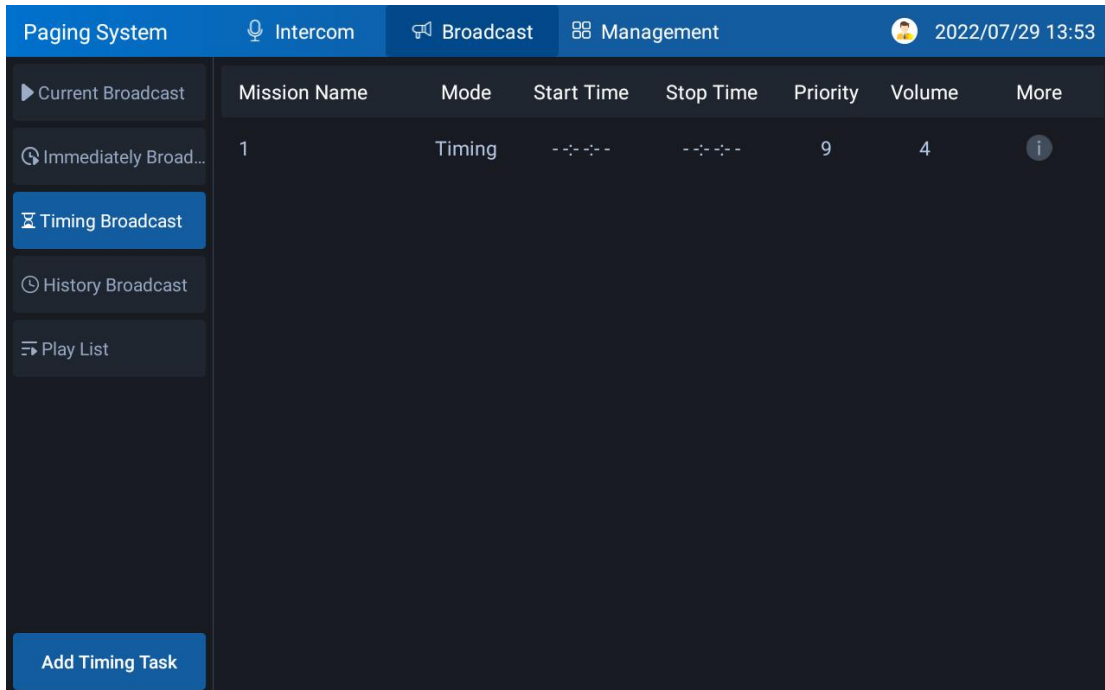 Paging System Intercom Broadcast Management 2022/07/29 13:53
Current Broadcast
Immediately Broad...
Timing Broadcast
History Broadcast
Play List
Add Timing Task
Mission Name Mode Start Time Stop Time Priority Volume More
1 Timing --:--:-- --:--:-- 9 4 i